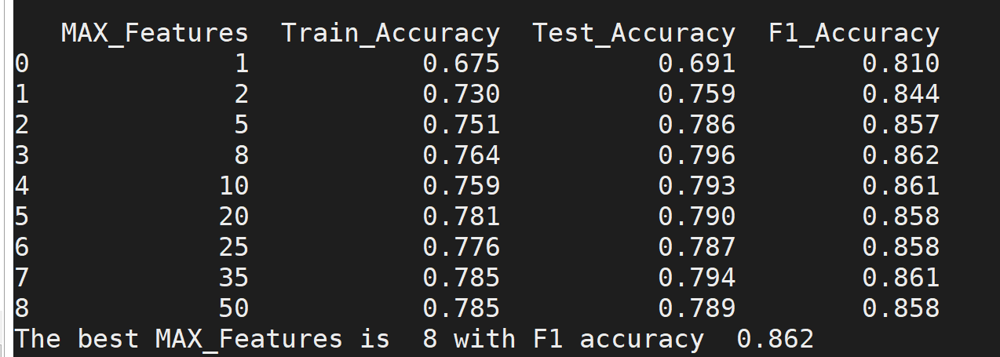 MAX_Features  Train_Accuracy  Test_Accuracy  F1_Accuracy
0             1           0.675          0.691        0.810
1             2           0.730          0.759        0.844
2             5           0.751          0.786        0.857
3             8           0.764          0.796        0.862
4            10           0.759          0.793        0.861
5            20           0.781          0.790        0.858
6            25           0.776          0.787        0.858
7            35           0.785          0.794        0.861
8            50           0.785          0.789        0.858
The best MAX_Features is  8 with F1 accuracy  0.862